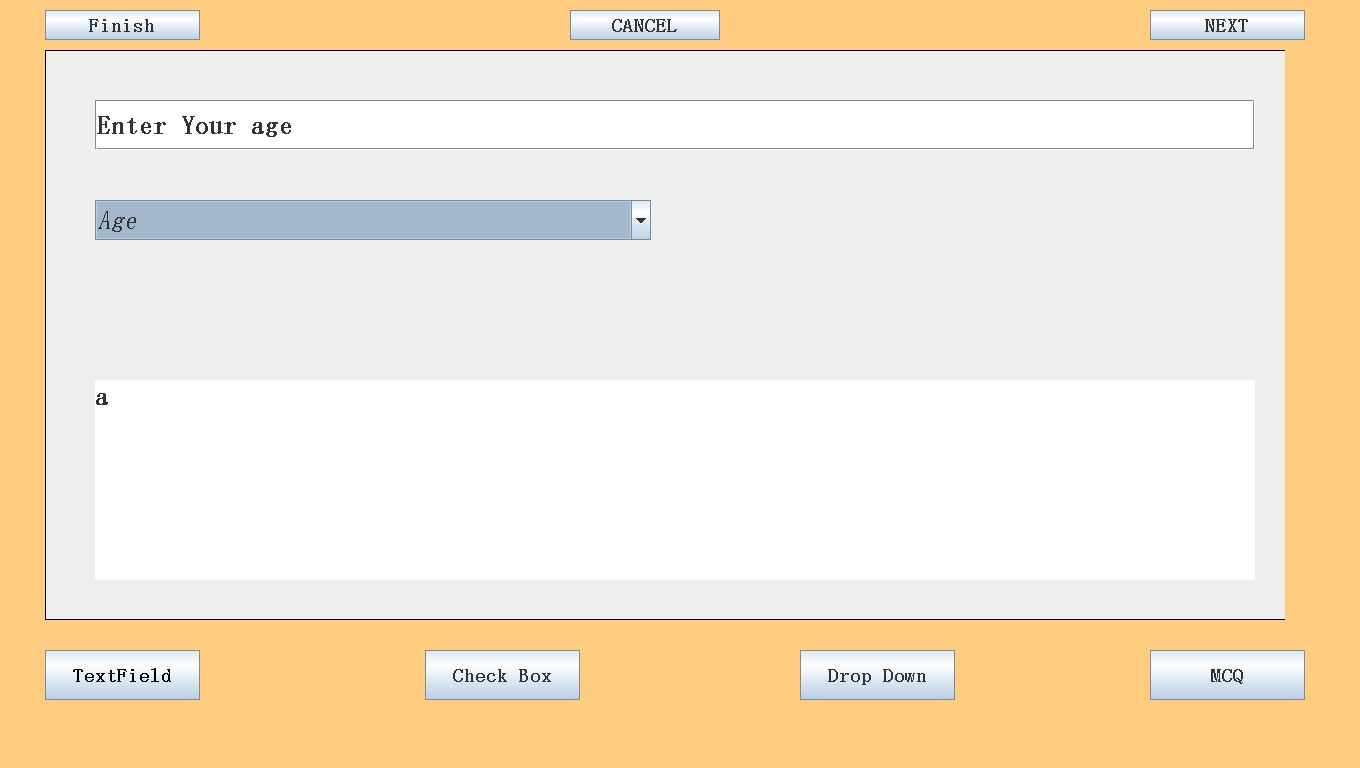 Finish
CANCEL
NEXT
Enter Your age
Age
a
TextField
Check Box
Drop Down
MCQ